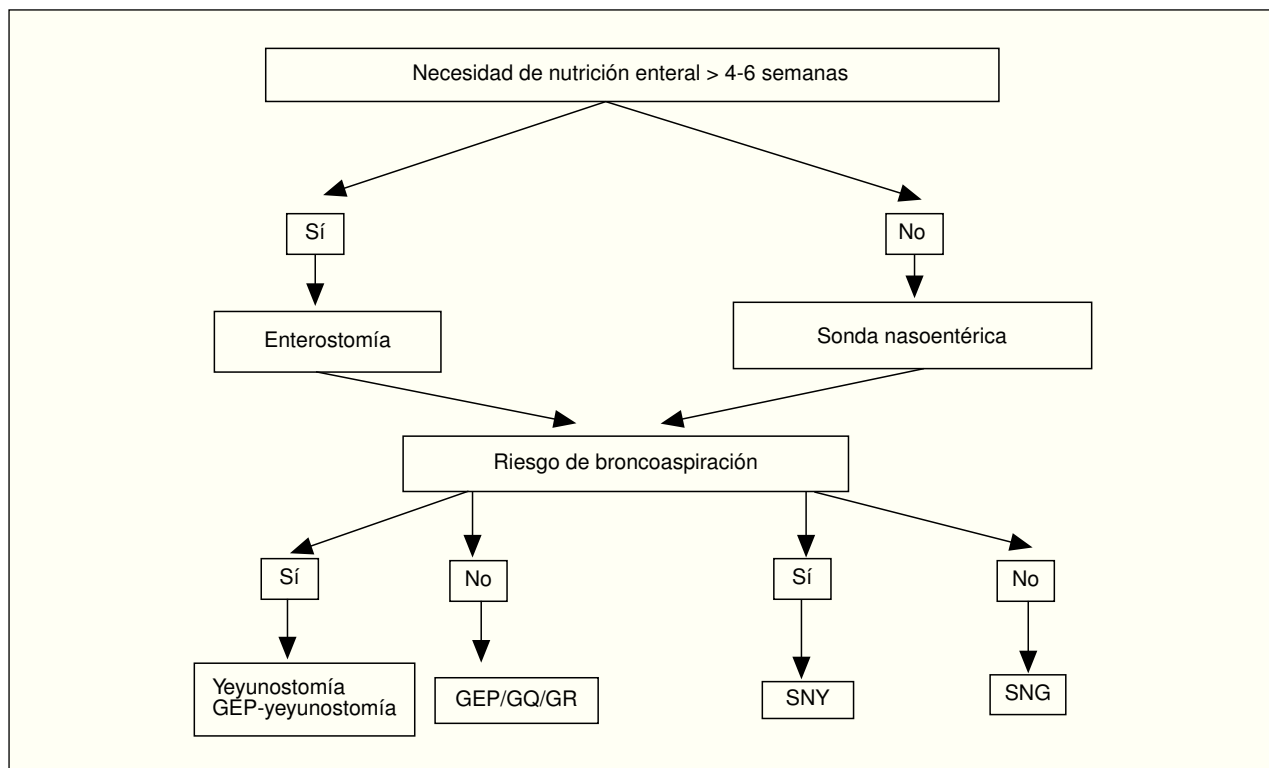 Necesidad de nutrición enteral > 4-6 semanas
Sí
No
Enterostomía
Sonda nasoentérica
Riesgo de broncoaspiración
Sí
No
Sí
No
Yeyunostomía
GEP-yeyunostomía
GEP/GQ/GR
SNY
SNG